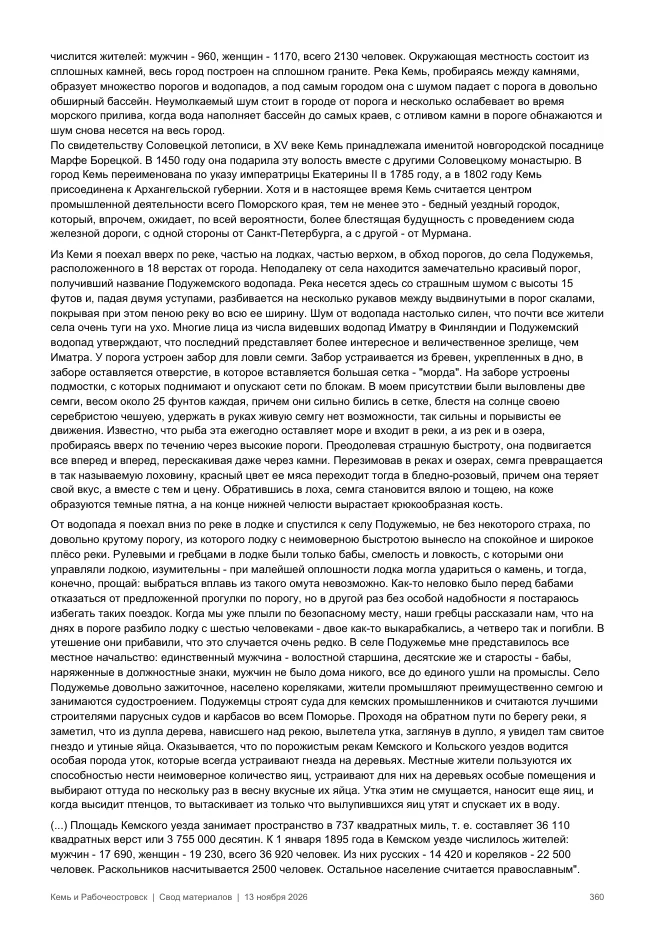 числится жителей: мужчин - 960, женщин - 1170, всего 2130 человек. Окружающая местность состоит из
сплошных камней, весь город построен на сплошном граните. Река Кемь, пробираясь между камнями,
образует множество порогов и водопадов, а под самым городом она с шумом падает с порога в довольно
обширный бассейн. Неумолкаемый шум стоит в городе от порога и несколько ослабевает во время
морского прилива, когда вода наполняет бассейн до самых краев, с отливом камни в пороге обнажаются и
шум снова несется на весь город.
По свидетельству Соловецкой летописи, в XV веке Кемь принадлежала именитой новгородской посаднице
Марфе Борецкой. В 1450 году она подарила эту волость вместе с другими Соловецкому монастырю. В
город Кемь переименована по указу императрицы Екатерины II в 1785 году, а в 1802 году Кемь
присоединена к Архангельской губернии. Хотя и в настоящее время Кемь считается центром
промышленной деятельности всего Поморского края, тем не менее это - бедный уездный городок,
который, впрочем, ожидает, по всей вероятности, более блестящая будущность с проведением сюда
железной дороги, с одной стороны от Санкт-Петербурга, а с другой - от Мурмана.
Из Кеми я поехал вверх по реке, частью на лодках, частью верхом, в обход порогов, до села Подужемья,
расположенного в 18 верстах от города. Неподалеку от села находится замечательно красивый порог,
получивший название Подужемского водопада. Река несется здесь со страшным шумом с высоты 15
футов и, падая двумя уступами, разбивается на несколько рукавов между выдвинутыми в порог скалами,
покрывая при этом пеною реку во всю ее ширину. Шум от водопада настолько силен, что почти все жители
села очень туги на ухо. Многие лица из числа видевших водопад Иматру в Финляндии и Подужемский
водопад утверждают, что последний представляет более интересное и величественное зрелище, чем
Иматра. У порога устроен забор для ловли семги. Забор устраивается из бревен, укрепленных в дно, в
заборе оставляется отверстие, в которое вставляется большая сетка - "морда". На заборе устроены
подмостки, с которых поднимают и опускают сети по блокам. В моем присутствии были выловлены две
семги, весом около 25 фунтов каждая, причем они сильно бились в сетке, блестя на солнце своею
серебристою чешуею, удержать в руках живую семгу нет возможности, так сильны и порывисты ее
движения. Известно, что рыба эта ежегодно оставляет море и входит в реки, а из рек и в озера,
пробираясь вверх по течению через высокие пороги. Преодолевая страшную быстроту, она подвигается
все вперед и вперед, перескакивая даже через камни. Перезимовав в реках и озерах, семга превращается
в так называемую лоховину, красный цвет ее мяса переходит тогда в бледно-розовый, причем она теряет
свой вкус, а вместе с тем и цену. Обратившись в лоха, семга становится вялою и тощею, на коже
образуются темные пятна, а на конце нижней челюсти вырастает крюкообразная кость.
От водопада я поехал вниз по реке в лодке и спустился к селу Подужемью, не без некоторого страха, по
довольно крутому порогу, из которого лодку с неимоверною быстротою вынесло на спокойное и широкое
плёсо реки. Рулевыми и гребцами в лодке были только бабы, смелость и ловкость, с которыми они
управляли лодкою, изумительны - при малейшей оплошности лодка могла удариться о камень, и тогда,
конечно, прощай: выбраться вплавь из такого омута невозможно. Как-то неловко было перед бабами
отказаться от предложенной прогулки по порогу, но в другой раз без особой надобности я постараюсь
избегать таких поездок. Когда мы уже плыли по безопасному месту, наши гребцы рассказали нам, что на
днях в пороге разбило лодку с шестью человеками - двое как-то выкарабкались, а четверо так и погибли. В
утешение они прибавили, что это случается очень редко. В селе Подужемье мне представилось все
местное начальство: единственный мужчина - волостной старшина, десятские же и старосты - бабы,
наряженные в должностные знаки, мужчин не было дома никого, все до единого ушли на промыслы. Село
Подужемье довольно зажиточное, населено кореляками, жители промышляют преимущественно семгою и
занимаются судостроением. Подужемцы строят суда для кемских промышленников и считаются лучшими
строителями парусных судов и карбасов во всем Поморье. Проходя на обратном пути по берегу реки, я
заметил, что из дупла дерева, нависшего над рекою, вылетела утка, заглянув в дупло, я увидел там свитое
гнездо и утиные яйца. Оказывается, что по порожистым рекам Кемского и Кольского уездов водится
особая порода уток, которые всегда устраивают гнезда на деревьях. Местные жители пользуются их
способностью нести неимоверное количество яиц, устраивают для них на деревьях особые помещения и
выбирают оттуда по нескольку раз в весну вкусные их яйца. Утка этим не смущается, наносит еще яиц, и
когда высидит птенцов, то вытаскивает из только что вылупившихся яиц утят и спускает их в воду.
(...) Площадь Кемского уезда занимает пространство в 737 квадратных миль, т. е. составляет 36 110
квадратных верст или 3 755 000 десятин. К 1 января 1895 года в Кемском уезде числилось жителей:
мужчин - 17 690, женщин - 19 230, всего 36 920 человек. Из них русских - 14 420 и кореляков - 22 500
человек. Раскольников насчитывается 2500 человек. Остальное население считается православным".
Кемь и Рабочеостровск | Свод материалов | 13 ноября 2026 360